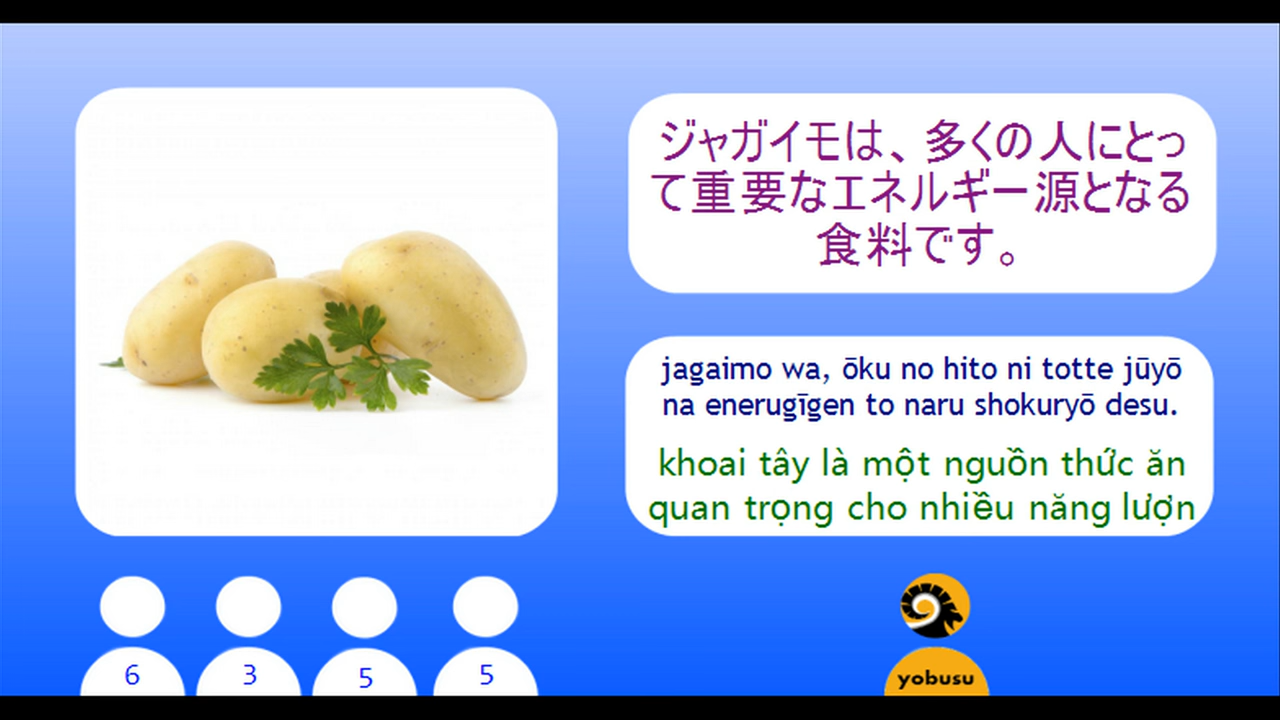 ジャガイモは、多くの人にとっ
て重要なエネルギー源となる
食料です。
jagaimo wa, ōku no hito ni totte jūyō
na enerugīgen to naru shokuryō desu.
khoai tây là một nguồn thức ăn
quan trọng cho nhiều năng lượn
6 3 5 5
yobusu